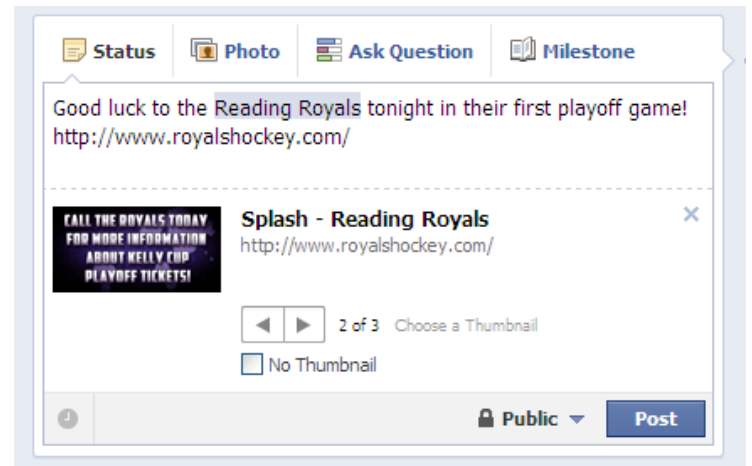 Status Photo Ask Question Milestone
Good luck to the Reading Royals tonight in their first playoff game!
http://www.royalshockey.com/
CALL THE ROYALS TODAY
FOR MORE INFORMATION
ABOUT KELLY CUP
PLAYOFF TICKETS!
Splash - Reading Royals
http://www.royalshockey.com/
2 of 3 Choose a Thumbnail
No Thumbnail
Public Post